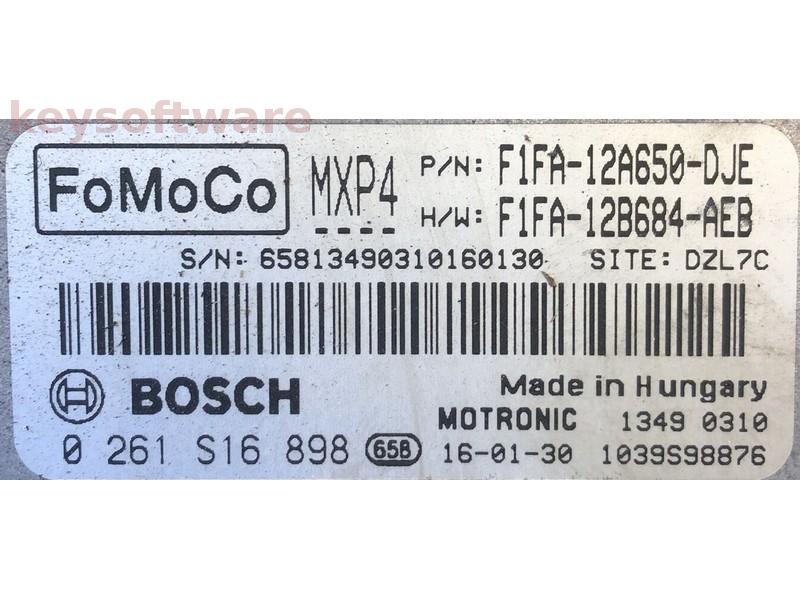 keysoftware
FoMoCo MXP4 P/N: F1FA-12A650-DJE
H/W: F1FA-12B684-AEB
S/N: 65813490310160130 SITE: DZL7C
BOSCH Made in Hungary
MOTRONIC 1349 0310
0 261 S16 898 65B 16-01-30 1039S98876